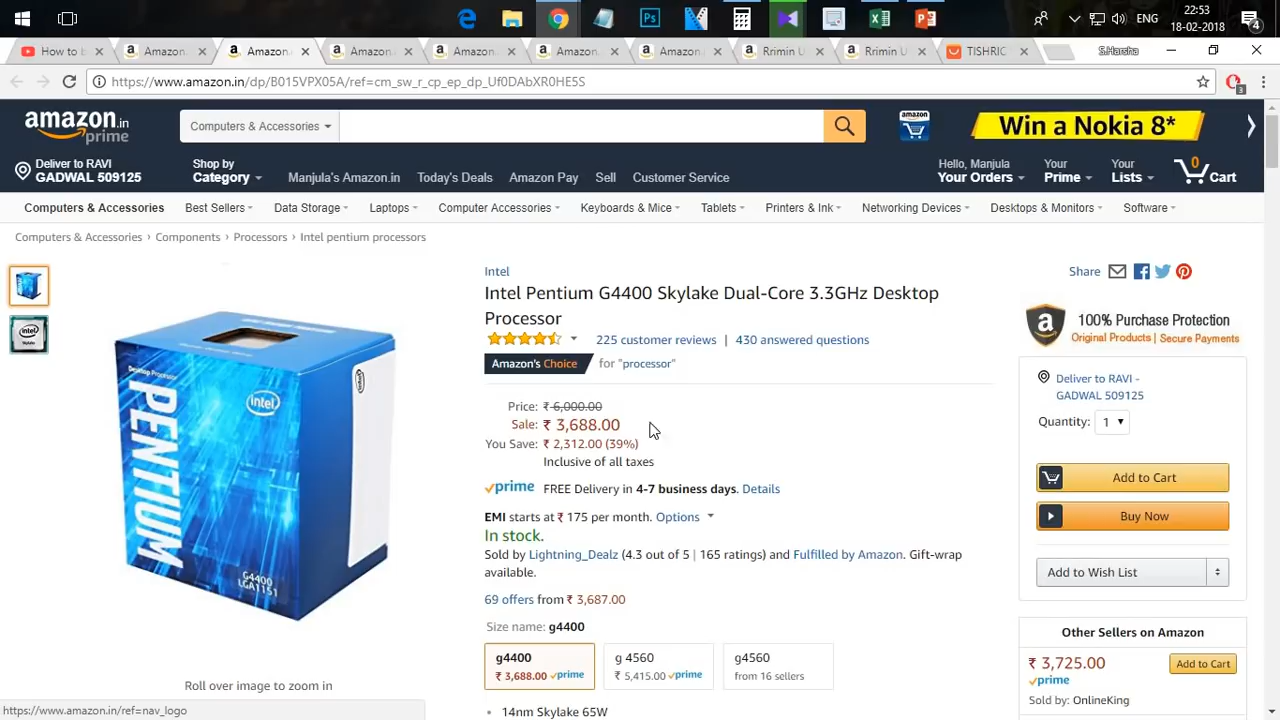 22:53
ENG
18-02-2018
4
How to b
Amazon.
Amazon.
Amazon.
Amazon.
Amazon.
Amazon.
Rrimin U
Rrimin U
TISHRIC
S.Harsha
https://www.amazon.in/dp/B015VPX05A/ref=cm_sw_r_cp_ep_dp_Uf0DAbXR0HE5S
3
amazon.in
prime
Computers & Accessories
amazon
Win a Nokia 8*
Deliver to RAVI
GADWAL 509125
Shop by
Category
Manjula's Amazon.in
Today's Deals
Amazon Pay
Sell
Customer Service
Hello, Manjula
Your Orders
Your
Prime
Your
Lists
0
Cart
Computers & Accessories
Best Sellers
Data Storage
Laptops
Computer Accessories
Keyboards & Mice
Tablets
Printers & Ink
Networking Devices
Desktops & Monitors
Software
Computers & Accessories › Components › Processors › Intel pentium processors
Intel
Share
Intel Pentium G4400 Skylake Dual-Core 3.3GHz Desktop
Processor
225 customer reviews | 430 answered questions
Amazon's Choice for "processor"
Price: ₹ 6,000.00
Sale: ₹ 3,688.00
You Save: ₹ 2,312.00 (39%)
Inclusive of all taxes
prime FREE Delivery in 4-7 business days. Details
EMI starts at ₹ 175 per month. Options
In stock.
Sold by Lightning_Dealz (4.3 out of 5 | 165 ratings) and Fulfilled by Amazon. Gift-wrap
available.
69 offers from ₹ 3,687.00
Size name: g4400
g4400
₹ 3,688.00 prime
g 4560
₹ 5,415.00 prime
g4560
from 16 sellers
• 14nm Skylake 65W
Desktop Processor
PENTIUM
intel
G4400
LGA1151
Roll over image to zoom in
100% Purchase Protection
Original Products | Secure Payments
Deliver to RAVI -
GADWAL 509125
Quantity: 1
Add to Cart
Buy Now
Add to Wish List
Other Sellers on Amazon
₹ 3,725.00
Add to Cart
prime
Sold by: OnlineKing
https://www.amazon.in/ref=nav_logo